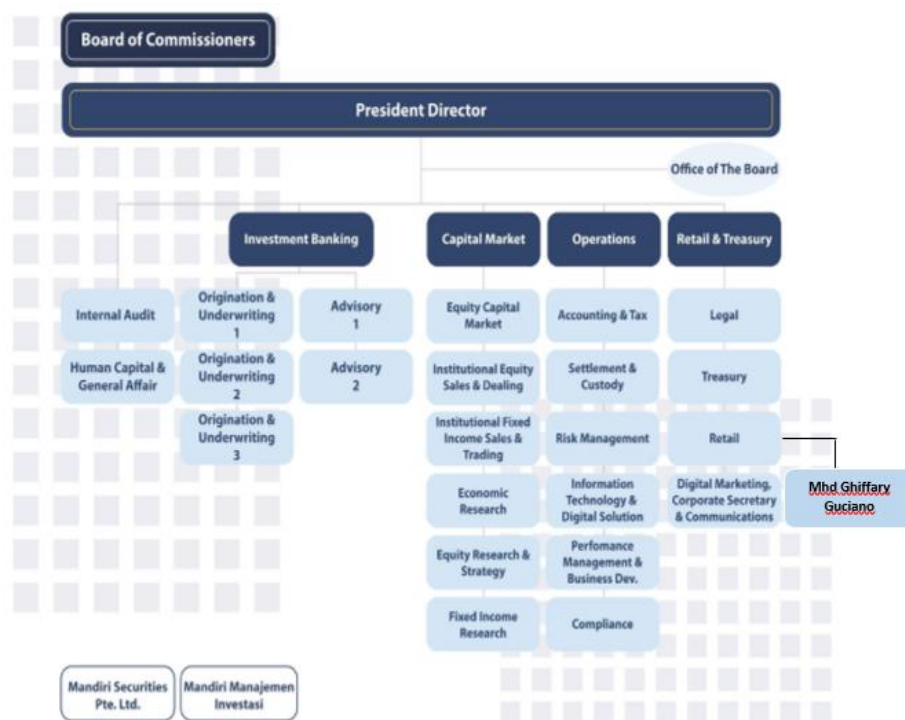 Board of Commissioners
President Director
Office of The Board
Investment Banking
Capital Market
Operations
Retail & Treasury
Internal Audit
Human Capital &
General Affair
Origination &
Underwriting
1
Origination &
Underwriting
2
Origination &
Underwriting
3
Advisory
1
Advisory
2
Equity Capital
Market
Institutional Equity
Sales & Dealing
Institutional Fixed
Income Sales &
Trading
Economic
Research
Equity Research &
Strategy
Fixed Income
Research
Accounting & Tax
Settlement &
Custody
Risk Management
Information
Technology &
Digital Solution
Perfomance
Management &
Business Dev.
Compliance
Legal
Treasury
Retail
Digital Marketing,
Corporate Secretary
& Communications
Mhd Ghiffary
Guciano
Mandiri Securities
Pte. Ltd.
Mandiri Manajemen
Investasi